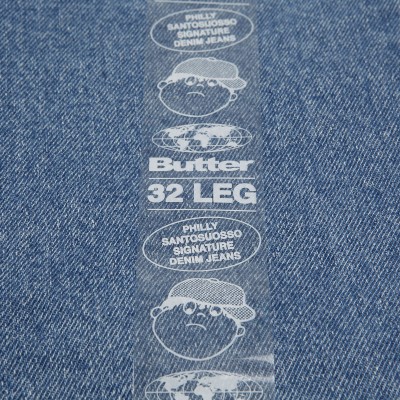 PHILLY
SANTOSUOSSO
SIGNATURE
DENIM JEANS
Butter
32 LEG
PHILLY
SANTOSUOSSO
SIGNATURE
DENIM JEANS